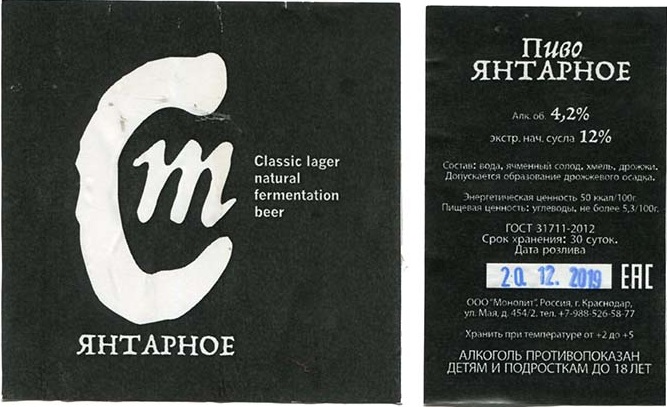 Cm
Classic lager
natural
fermentation
beer
ЯНТАРНОЕ
Пиво
ЯНТАРНОЕ
Алк. об. 4,2%
экстр. нач. сусла 12%
Состав: вода, ячменный солод, хмель, дрожжи.
Допускается образование дрожжевого осадка.
Энергетическая ценность 50 ккал/100г.
Пищевая ценность: углеводы, не более 5,3/100г.
ГОСТ 31711-2012
Срок хранения: 30 суток.
Дата розлива
20. 12. 2019 ЕАС
ООО "Монолит", Россия, г. Краснодар,
ул. Мая, д. 454/2. тел. +7-988-526-58-77
Хранить при температуре от +2 до +5
АЛКОГОЛЬ ПРОТИВОПОКАЗАН
ДЕТЯМ И ПОДРОСТКАМ ДО 18 ЛЕТ